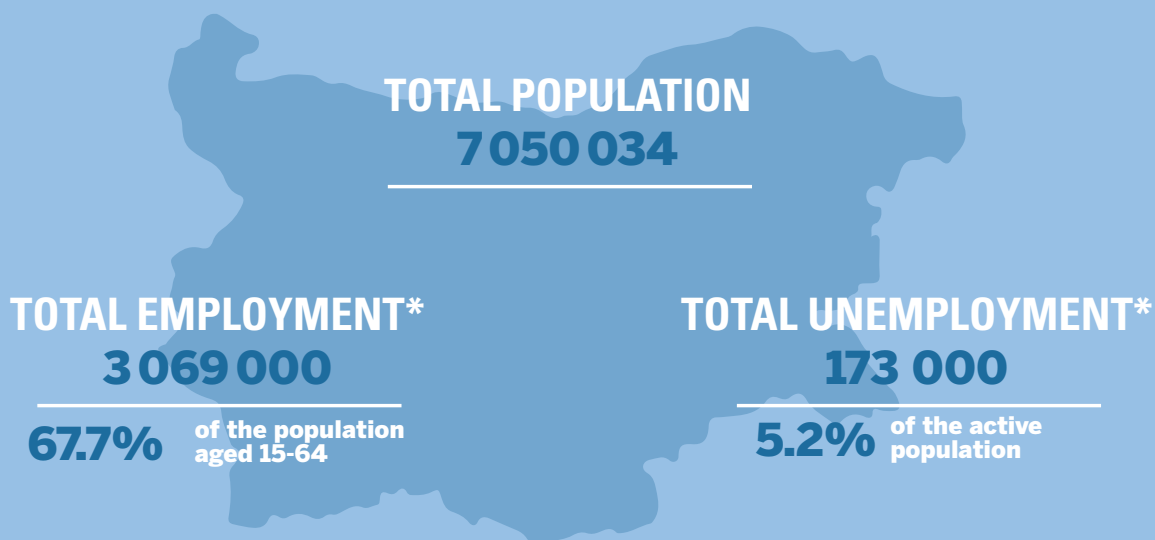 TOTAL POPULATION
7 050 034
TOTAL EMPLOYMENT*
3 069 000
67.7%
of the population
aged 15-64
TOTAL UNEMPLOYMENT*
173 000
5.2%
of the active
population